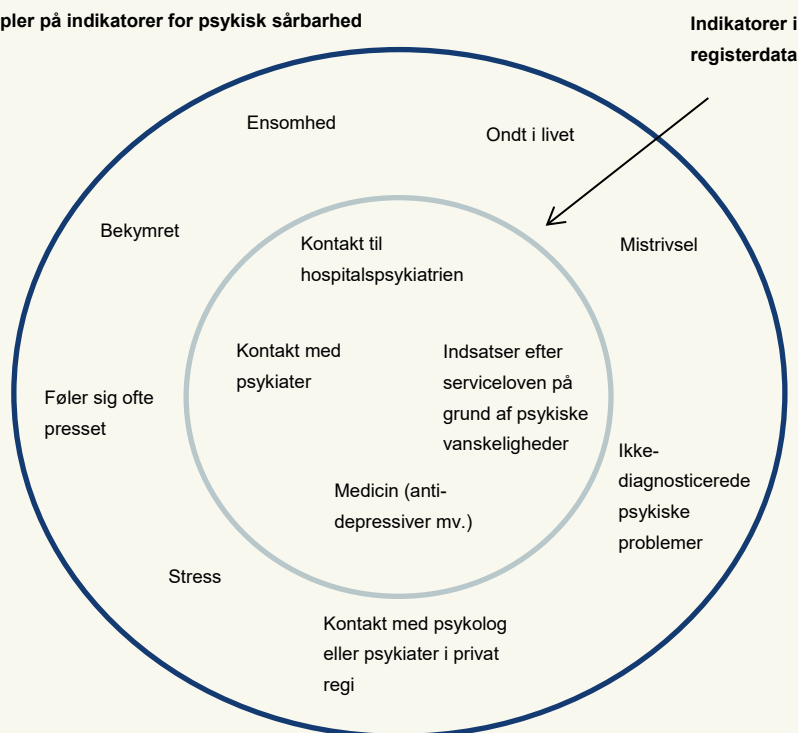 pler på indikatorer for psykisk sårbarhed
Indikatorer i
registerdata
Ensomhed
Ondt i livet
Bekymret
Kontakt til
hospitalspsykiatrien
Mistrivsel
Kontakt med
psykiater
Indsatser efter
serviceloven på
grund af psykiske
vanskeligheder
Føler sig ofte
presset
Ikke-
diagnosticerede
psykiske
problemer
Medicin (anti-
depressiver mv.)
Stress
Kontakt med psykolog
eller psykiater i privat
regi